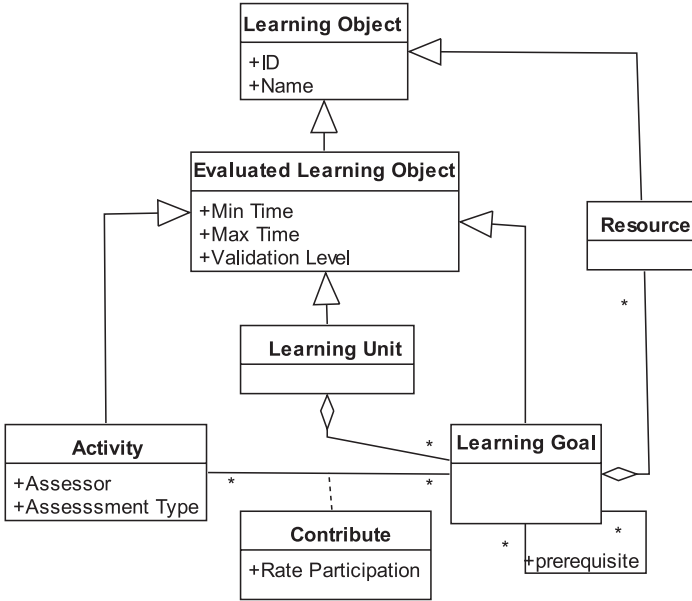 Learning Object
+ID
+Name
Evaluated Learning Object
+Min Time
+Max Time
+Validation Level
Resource
*
Learning Unit
Activity
+Assessor
+Assesssment Type
*
*
*
Learning Goal
Contribute
+Rate Participation
*
*
+prerequisite